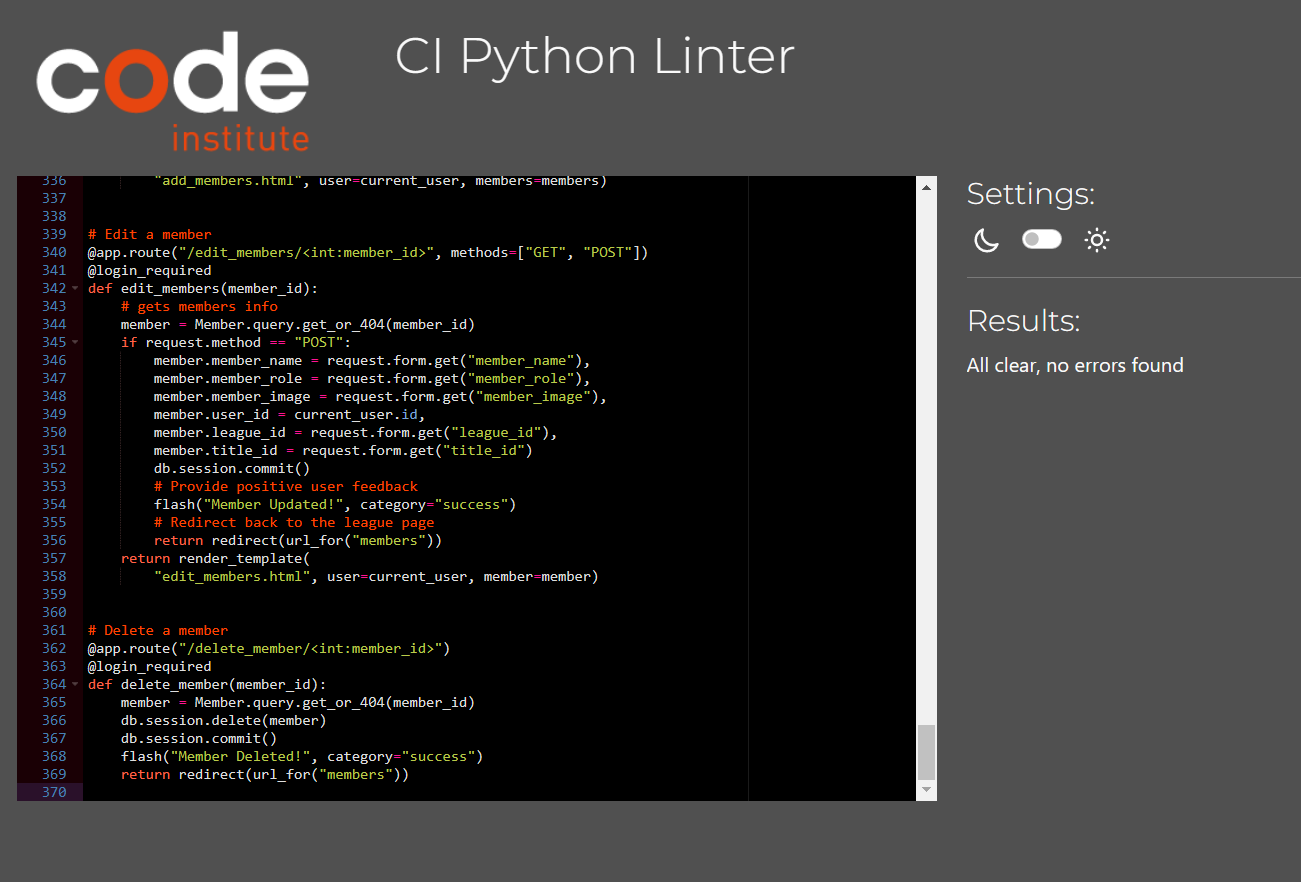 code
institute
CI Python Linter
336 "add_members.html", user=current_user, members=members)
337
338
339 # Edit a member
340 @app.route("/edit_members/<int:member_id>", methods=["GET", "POST"])
341 @login_required
342 def edit_members(member_id):
343     # gets members info
344     member = Member.query.get_or_404(member_id)
345     if request.method == "POST":
346         member.member_name = request.form.get("member_name"),
347         member.member_role = request.form.get("member_role"),
348         member.member_image = request.form.get("member_image"),
349         member.user_id = current_user.id,
350         member.league_id = request.form.get("league_id"),
351         member.title_id = request.form.get("title_id")
352         db.session.commit()
353         # Provide positive user feedback
354         flash("Member Updated!", category="success")
355         # Redirect back to the league page
356         return redirect(url_for("members"))
357     return render_template(
358         "edit_members.html", user=current_user, member=member)
359
360
361 # Delete a member
362 @app.route("/delete_member/<int:member_id>")
363 @login_required
364 def delete_member(member_id):
365     member = Member.query.get_or_404(member_id)
366     db.session.delete(member)
367     db.session.commit()
368     flash("Member Deleted!", category="success")
369     return redirect(url_for("members"))
370
Settings:
Results:
All clear, no errors found